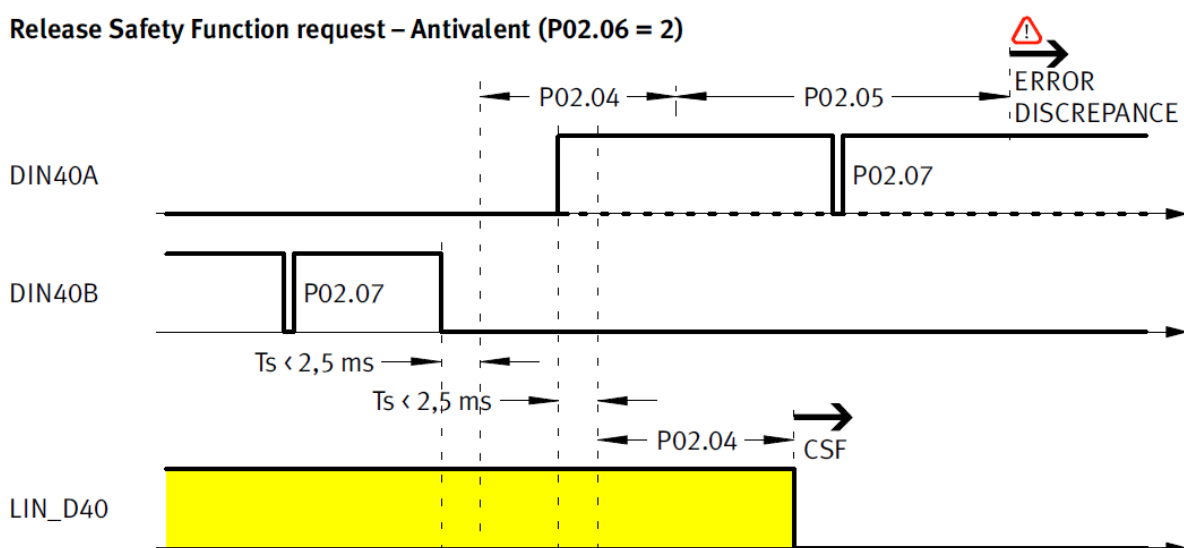 Release Safety Function request – Antivalent (P02.06 = 2)
P02.04
P02.05
ERROR
DISCREPANCE
DIN40A
P02.07
DIN40B
P02.07
Ts < 2,5 ms
Ts < 2,5 ms
P02.04
CSF
LIN_D40